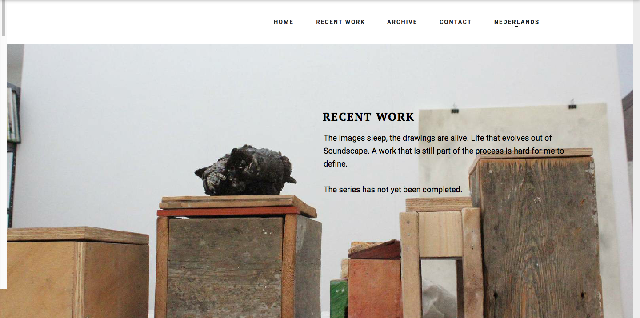 HOME RECENT WORK ARCHIVE CONTACT NEDERLANDS
RECENT WORK
The images sleep, the drawings are alive. Life that evolves out of
Soundscape. A work that is still part of the process is hard for me to
define.
The series has not yet been completed.